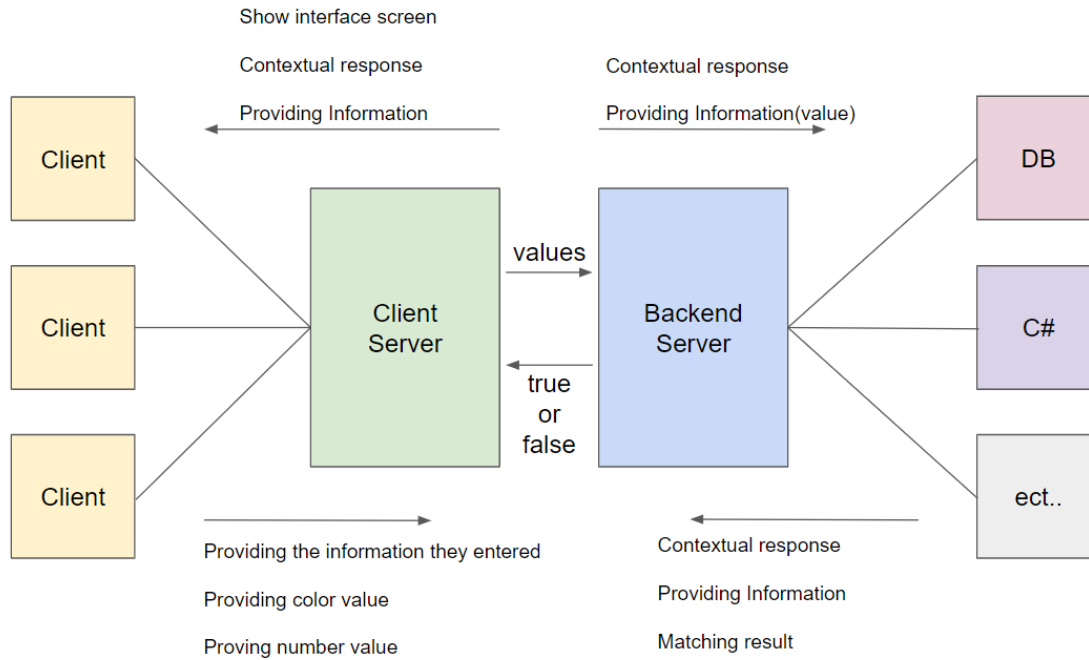 Show interface screen
Contextual response
Providing Information
Contextual response
Providing Information(value)
Client
DB
values
Client
Client
Server
Backend
Server
C#
true
or
false
Client
ect..
Providing the information they entered
Providing color value
Proving number value
Contextual response
Providing Information
Matching result